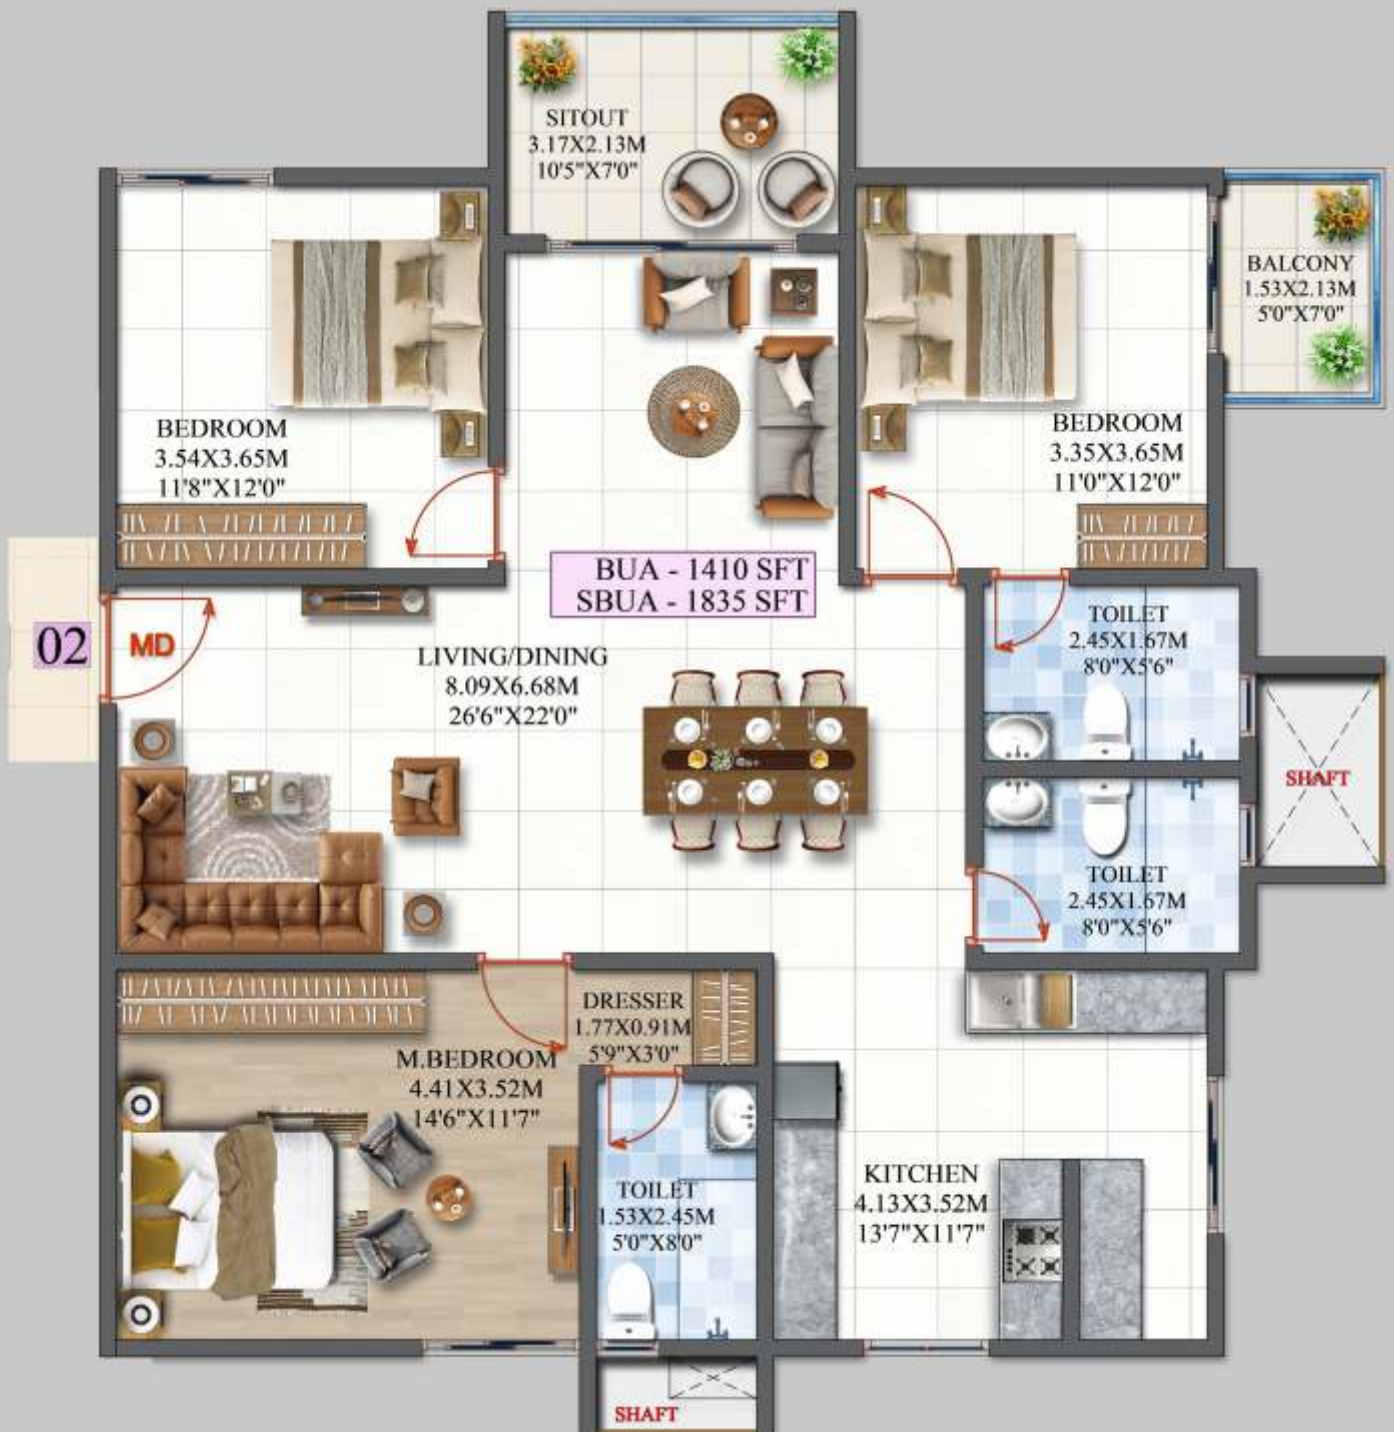 SITOUT
3.17X2.13M
10'5"X7'0"
BALCONY
1.53X2.13M
5'0"X7'0"
BEDROOM
3.54X3.65M
11'8"X12'0"
BEDROOM
3.35X3.65M
11'0"X12'0"
BUA - 1410 SFT
SBUA - 1835 SFT
02
MD
LIVING/DINING
8.09X6.68M
26'6"X22'0"
TOILET
2.45X1.67M
8'0"X5'6"
SHAFT
TOILET
2.45X1.67M
8'0"X5'6"
DRESSER
1.77X0.91M
5'9"X3'0"
M.BEDROOM
4.41X3.52M
14'6"X11'7"
TOILET
1.53X2.45M
5'0"X8'0"
KITCHEN
4.13X3.52M
13'7"X11'7"
SHAFT